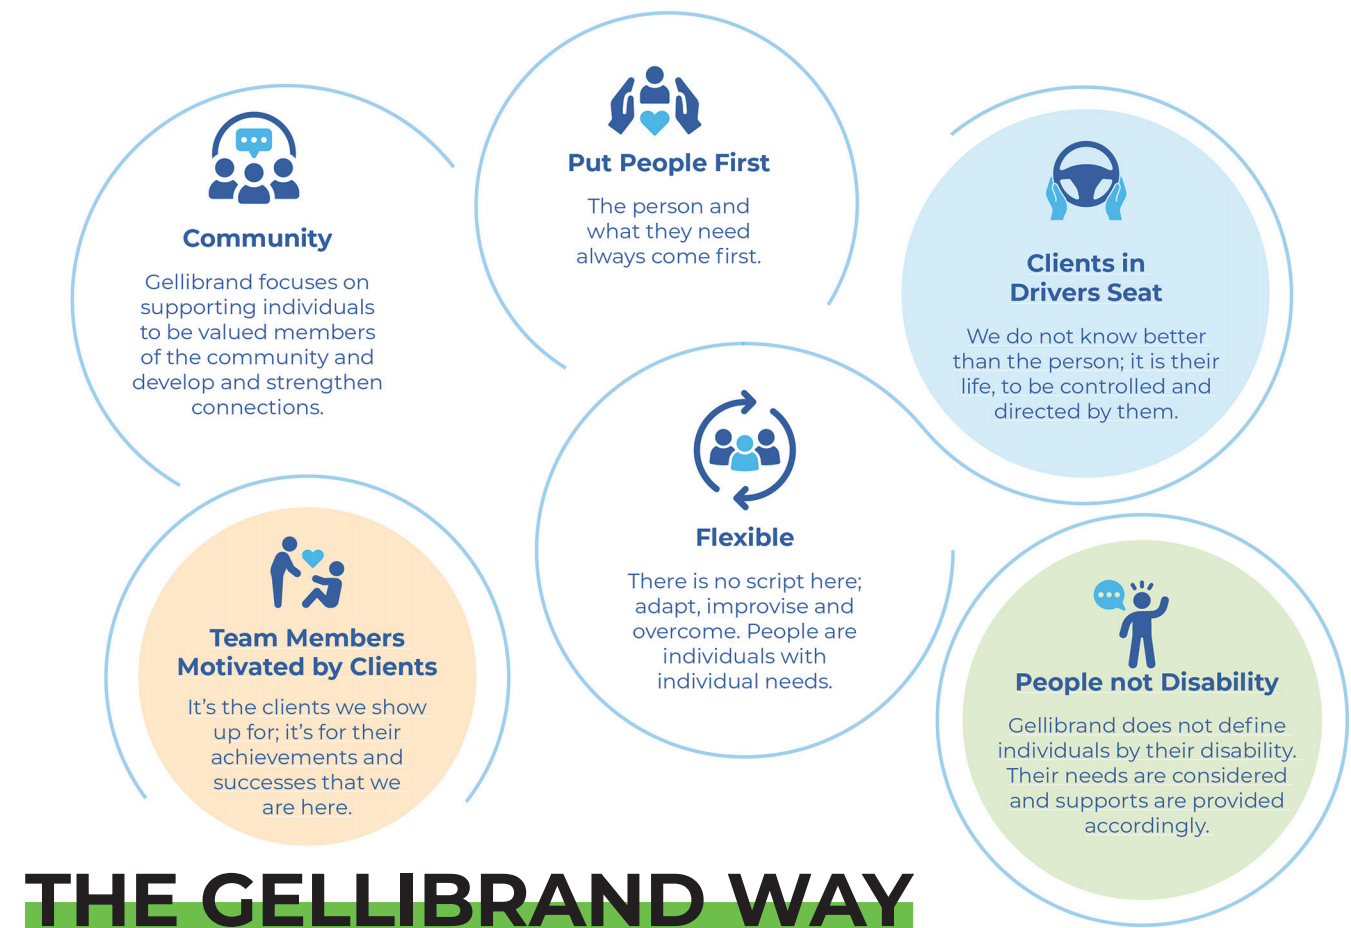 Community
Gellibrand focuses on
supporting individuals
to be valued members
of the community and
develop and strengthen
connections.
Put People First
The person and
what they need
always come first.
Clients in
Drivers Seat
We do not know better
than the person; it is their
life, to be controlled and
directed by them.
Team Members
Motivated by Clients
It’s the clients we show
up for; it’s for their
achievements and
successes that we
are here.
Flexible
There is no script here;
adapt, improvise and
overcome. People are
individuals with
individual needs.
People not Disability
Gellibrand does not define
individuals by their disability.
Their needs are considered
and supports are provided
accordingly.
THE GELLIBRAND WAY